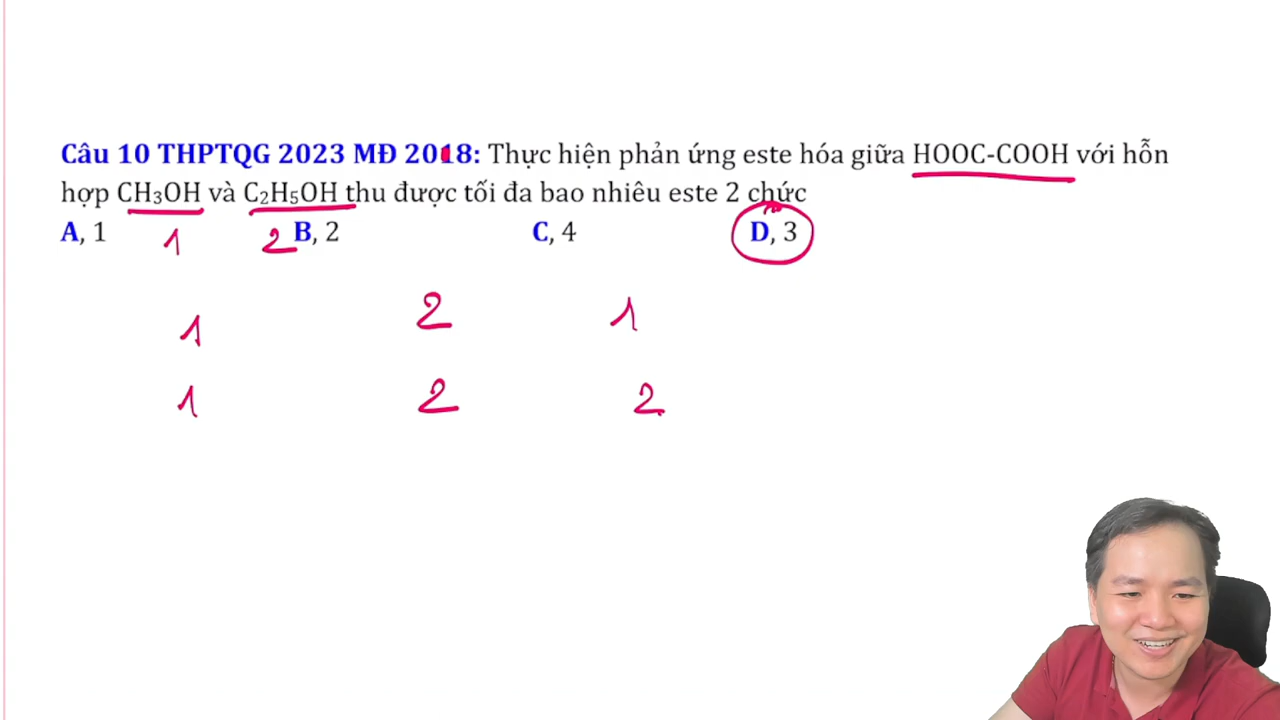 Câu 10 THPTQG 2023 MĐ 2018: Thực hiện phản ứng este hóa giữa HOOC-COOH với hỗn
hợp CH₃OH và C₂H₅OH thu được tối đa bao nhiêu este 2 chức
A, 1 B, 2 C, 4 D, 3
1 2
1 2 1
1 2 2